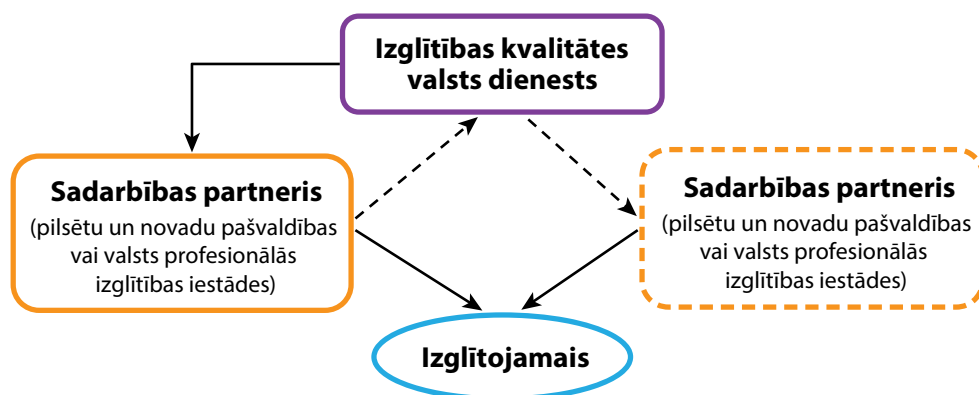 Izglītības kvalitātes
valsts dienests
Sadarbības partneris
(pilsētu un novadu pašvaldības
vai valsts profesionālās
izglītības iestādes)
Sadarbības partneris
(pilsētu un novadu pašvaldības
vai valsts profesionālās
izglītības iestādes)
Izglītojamais